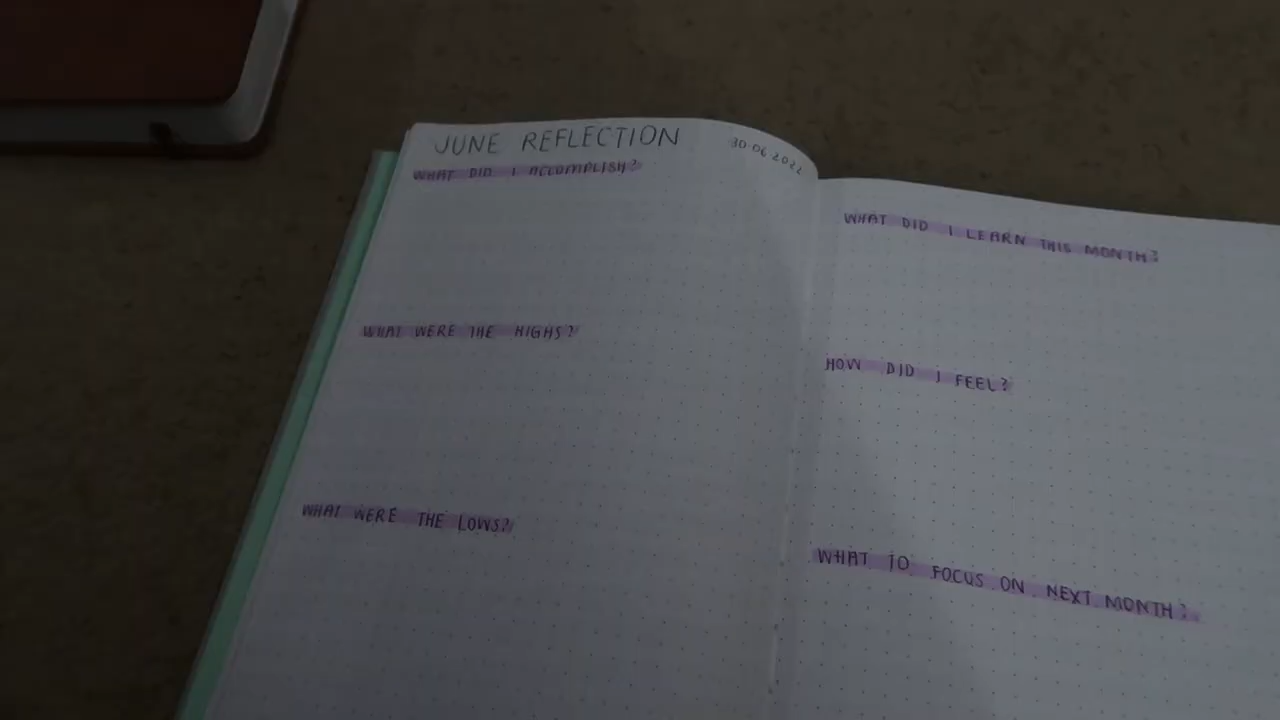 JUNE REFLECTION
30.06.2022
WHAT DID I ACCOMPLISH?
WHAT WERE THE HIGHS?
WHAT WERE THE LOWS?
WHAT DID I LEARN THIS MONTH?
HOW DID I FEEL?
WHAT TO FOCUS ON NEXT MONTH?